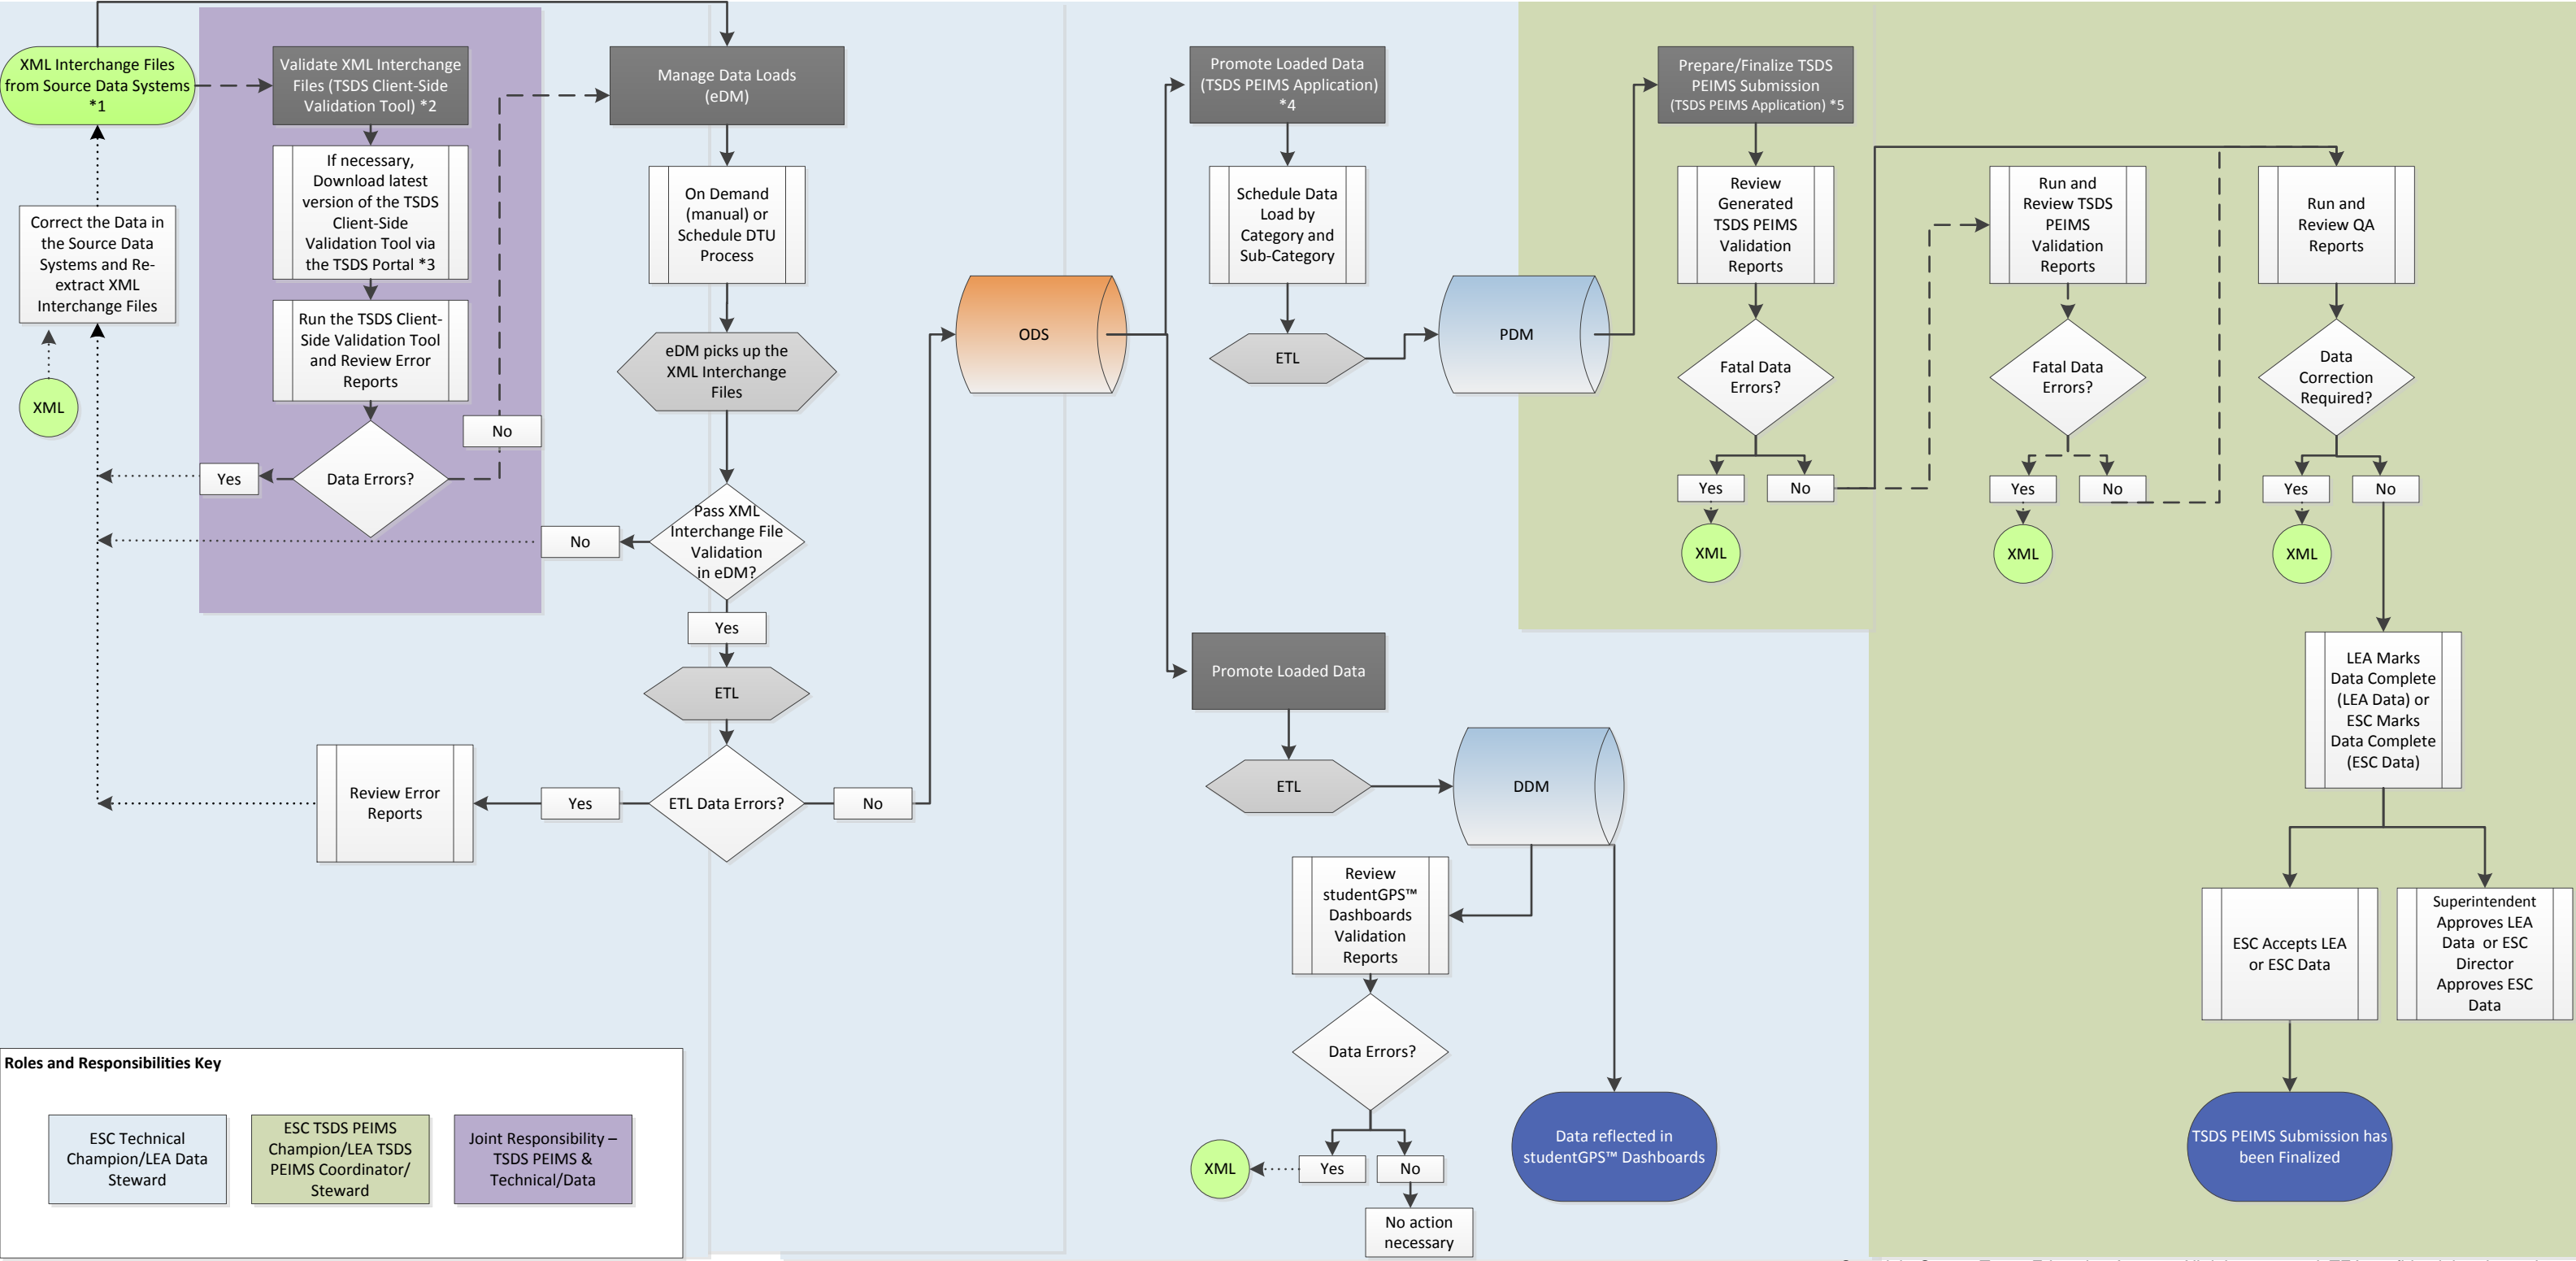 XML Interchange Files
from Source Data Systems
*1
Correct the Data in
the Source Data
Systems and Re-
extract XML
Interchange Files
XML
Validate XML Interchange
Files (TSDS Client-Side
Validation Tool) *2
If necessary,
Download latest
version of the TSDS
Client-Side
Validation Tool via
the TSDS Portal *3
Run the TSDS Client-
Side Validation Tool
and Review Error
Reports
Data Errors?
Yes
No
Manage Data Loads
(eDM)
On Demand
(manual) or
Schedule DTU
Process
eDM picks up the
XML Interchange
Files
Pass XML
Interchange File
Validation
in eDM?
No
Yes
ETL
ETL Data Errors?
Yes
No
Review Error
Reports
ODS
Promote Loaded Data
(TSDS PEIMS Application)
*4
Schedule Data
Load by
Category and
Sub-Category
ETL
PDM
Promote Loaded Data
ETL
DDM
Review
studentGPS™
Dashboards
Validation
Reports
Data Errors?
Yes
No
XML
No action
necessary
Data reflected in
studentGPS™ Dashboards
Prepare/Finalize TSDS
PEIMS Submission
(TSDS PEIMS Application) *5
Review
Generated
TSDS PEIMS
Validation
Reports
Fatal Data
Errors?
Yes
No
XML
Run and
Review TSDS
PEIMS
Validation
Reports
Fatal Data
Errors?
Yes
No
XML
Run and
Review QA
Reports
Data
Correction
Required?
Yes
No
XML
LEA Marks
Data Complete
(LEA Data) or
ESC Marks
Data Complete
(ESC Data)
ESC Accepts LEA
or ESC Data
Superintendent
Approves LEA
Data or ESC
Director
Approves ESC
Data
TSDS PEIMS Submission has
been Finalized
Roles and Responsibilities Key
ESC Technical
Champion/LEA Data
Steward
ESC TSDS PEIMS
Champion/LEA TSDS
PEIMS Coordinator/
Steward
Joint Responsibility –
TSDS PEIMS &
Technical/Data